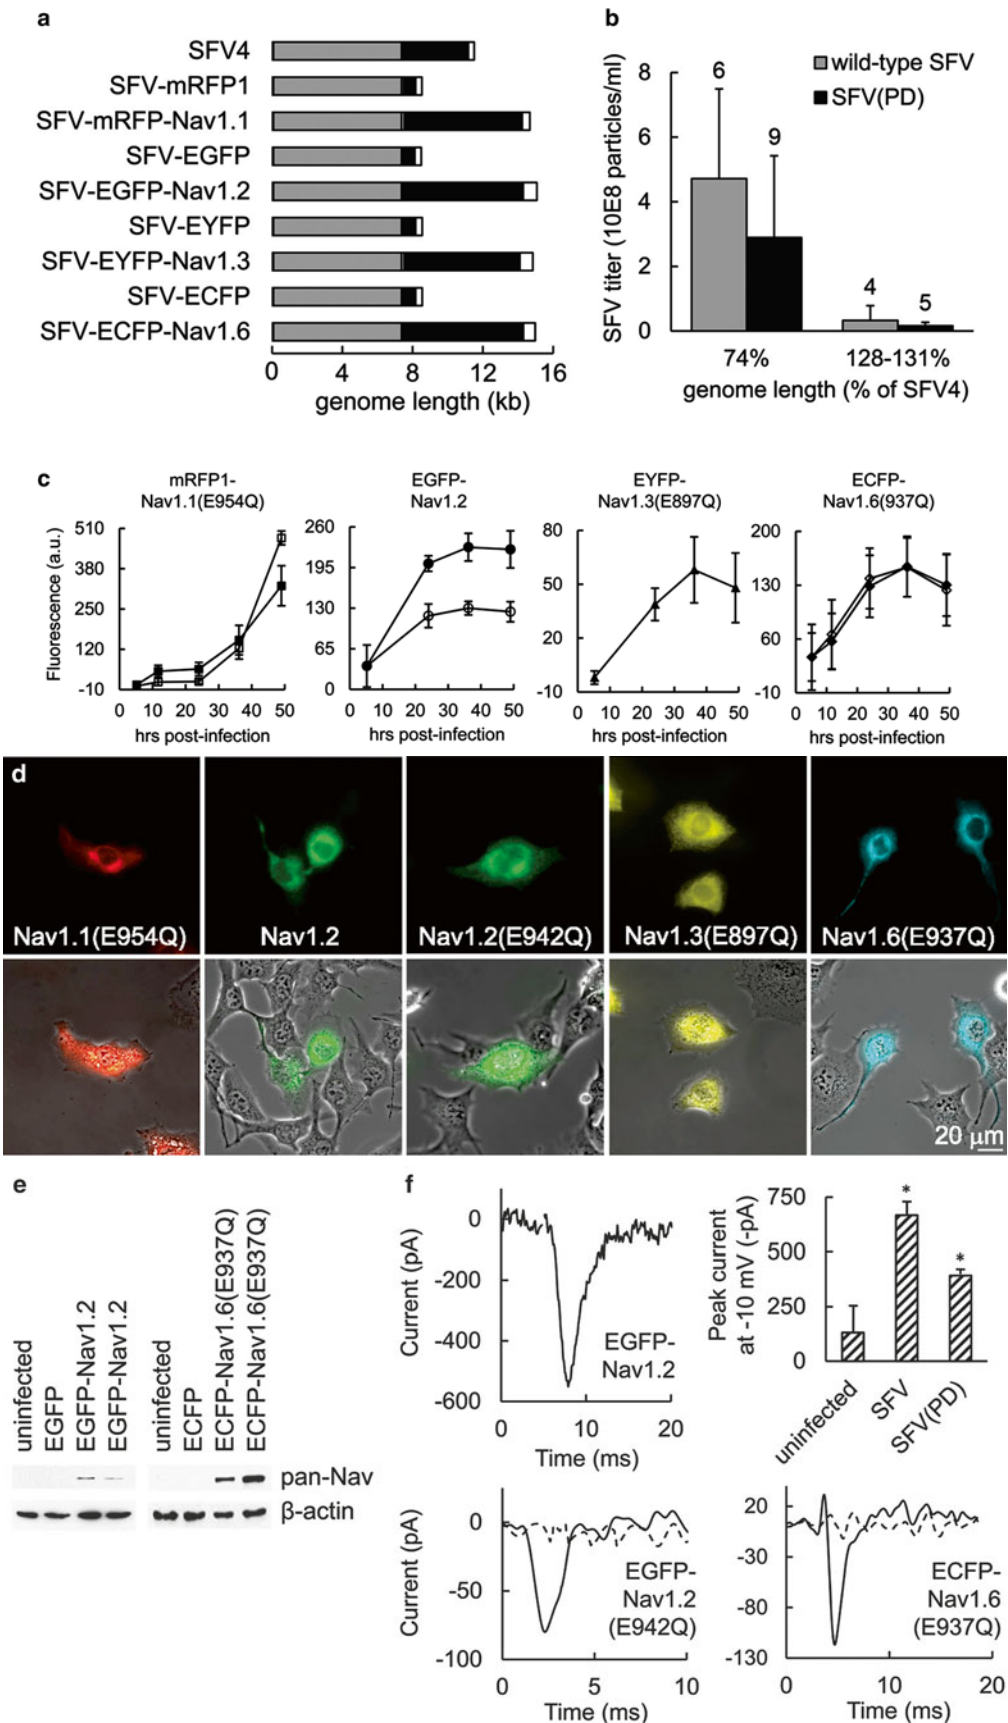 a
SFV4
SFV-mRFP1
SFV-mRFP-Nav1.1
SFV-EGFP
SFV-EGFP-Nav1.2
SFV-EYFP
SFV-EYFP-Nav1.3
SFV-ECFP
SFV-ECFP-Nav1.6
0 4 8 12 16
genome length (kb)
b
wild-type SFV
SFV(PD)
SFV titer (10E8 particles/ml)
8
6
4
2
0
6
9
4
5
74% 128-131%
genome length (% of SFV4)
c
mRFP1-
Nav1.1(E954Q)
Fluorescence (a.u.)
510
380
250
120
-10
0 10 20 30 40 50
hrs post-infection
EGFP-
Nav1.2
260
195
130
65
0
0 10 20 30 40 50
hrs post-infection
EYFP-
Nav1.3(E897Q)
80
50
20
-10
0 10 20 30 40 50
hrs post-infection
ECFP-
Nav1.6(937Q)
200
130
60
-10
0 10 20 30 40 50
hrs post-infection
d
Nav1.1(E954Q)
Nav1.2
Nav1.2(E942Q)
Nav1.3(E897Q)
Nav1.6(E937Q)
20 µm
e
uninfected
EGFP
EGFP-Nav1.2
EGFP-Nav1.2
uninfected
ECFP
ECFP-Nav1.6(E937Q)
ECFP-Nav1.6(E937Q)
pan-Nav
β-actin
f
Current (pA)
0
-200
-400
-600
EGFP-
Nav1.2
0 10 20
Time (ms)
Peak current
at -10 mV (-pA)
750
500
250
0
*
*
uninfected
SFV
SFV(PD)
Current (pA)
0
-50
-100
EGFP-
Nav1.2
(E942Q)
0 5 10
Time (ms)
20
-30
-80
-130
ECFP-
Nav1.6
(E937Q)
0 10 20
Time (ms)